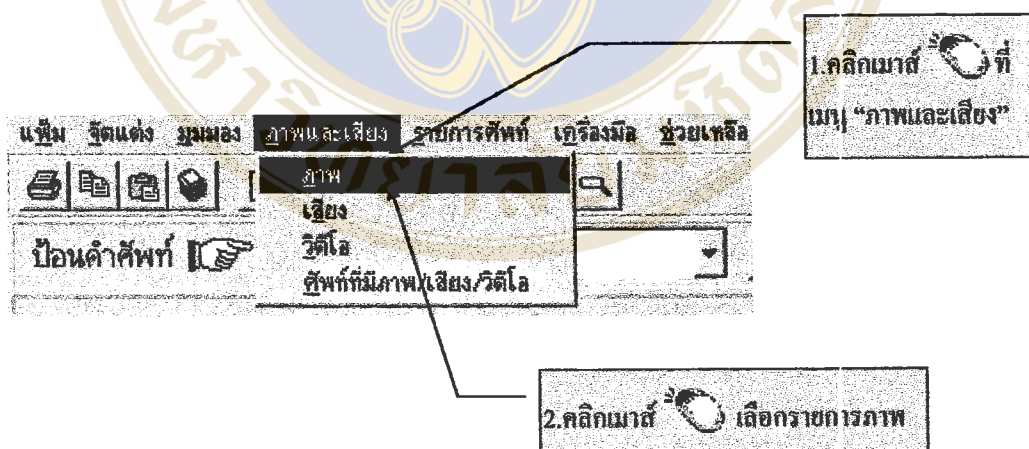 1.คลิกเมาส์ ที่
เมนู “ภาพและเสียง”
แฟ้ม จัดแต่ง มุมมอง ภาพและเสียง รายการศัพท์ เครื่องมือ ช่วยเหลือ
ภาพ
เสียง
วิดีโอ
ศัพท์ที่มีภาพ/เสียง/วิดีโอ
ป้อนคำศัพท์
2.คลิกเมาส์ เลือกรายการภาพ